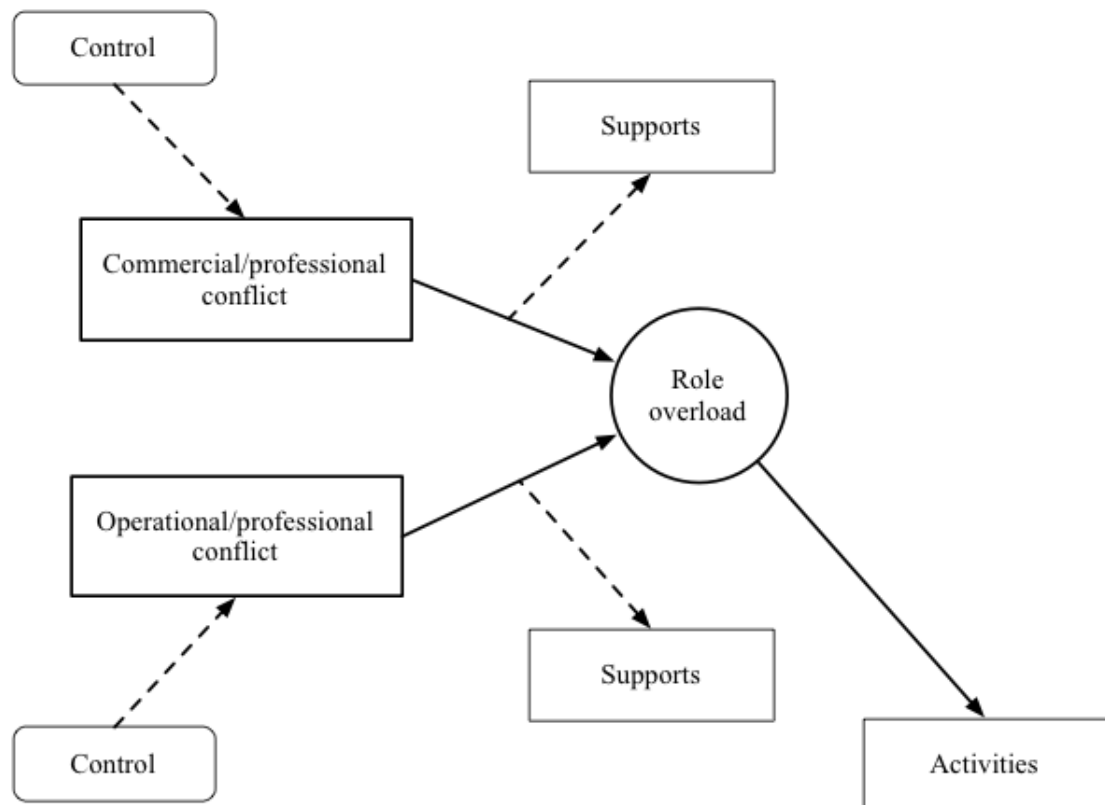 Control
Supports
Commercial/professional
conflict
Role
overload
Operational/professional
conflict
Supports
Control
Activities